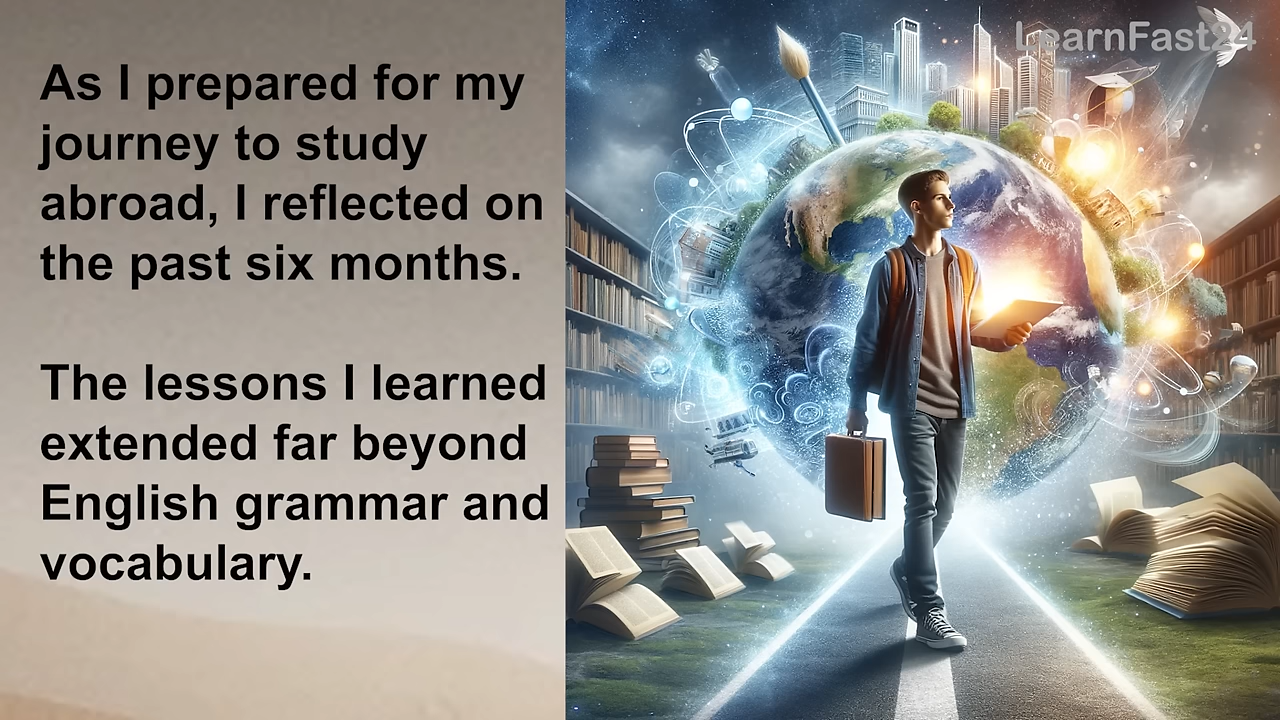 LearnFast24
As I prepared for my
journey to study
abroad, I reflected on
the past six months.
The lessons I learned
extended far beyond
English grammar and
vocabulary.